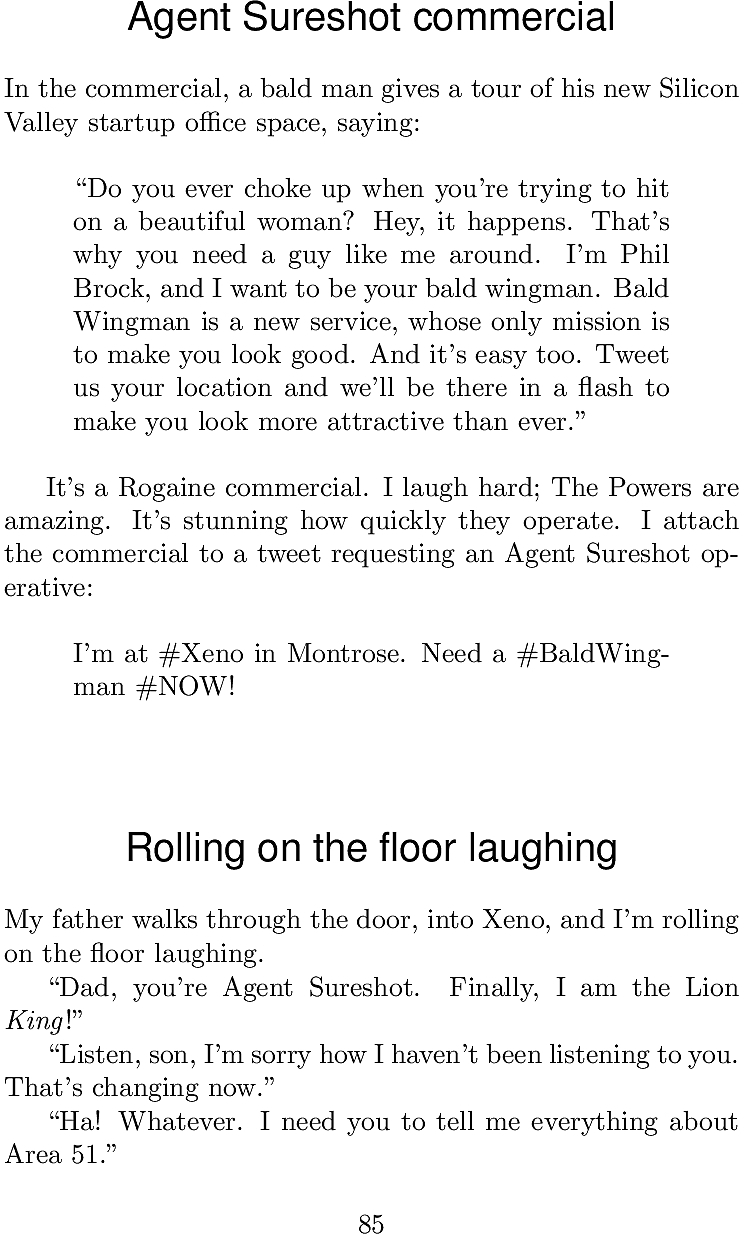 Agent Sureshot commercial
In the commercial, a bald man gives a tour of his new Silicon
Valley startup office space, saying:
“Do you ever choke up when you’re trying to hit
on a beautiful woman? Hey, it happens. That’s
why you need a guy like me around. I’m Phil
Brock, and I want to be your bald wingman. Bald
Wingman is a new service, whose only mission is
to make you look good. And it’s easy too. Tweet
us your location and we’ll be there in a flash to
make you look more attractive than ever.”
It’s a Rogaine commercial. I laugh hard; The Powers are
amazing. It’s stunning how quickly they operate. I attach
the commercial to a tweet requesting an Agent Sureshot op-
erative:
I’m at #Xeno in Montrose. Need a #BaldWing-
man #NOW!
Rolling on the floor laughing
My father walks through the door, into Xeno, and I’m rolling
on the floor laughing.
“Dad, you’re Agent Sureshot. Finally, I am the Lion
King!”
“Listen, son, I’m sorry how I haven’t been listening to you.
That’s changing now.”
“Ha! Whatever. I need you to tell me everything about
Area 51.”
85